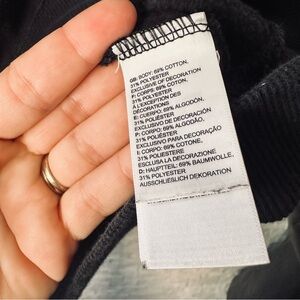 GB: BODY: 69% COTTON,
31% POLYESTER
EXCLUSIVE OF DECORATION
F: CORPS: 69% COTON,
31% POLYESTER
À L'EXCEPTION DES
DÉCORATIONS
E: CUERPO: 69% ALGODÓN,
31% POLIÉSTER
EXCLUSIVO DE DECORACIÓN
P: CORPO: 69% ALGODÃO,
31% POLIÉSTER
EXCLUSIVO PARA DECORAÇÃO
I: CORPO: 69% COTONE,
31% POLIESTERE
ESCLUSA LA DECORAZIONE
D: HAUPTTEIL: 69% BAUMWOLLE,
31% POLYESTER
AUSSCHLIESSLICH DEKORATION